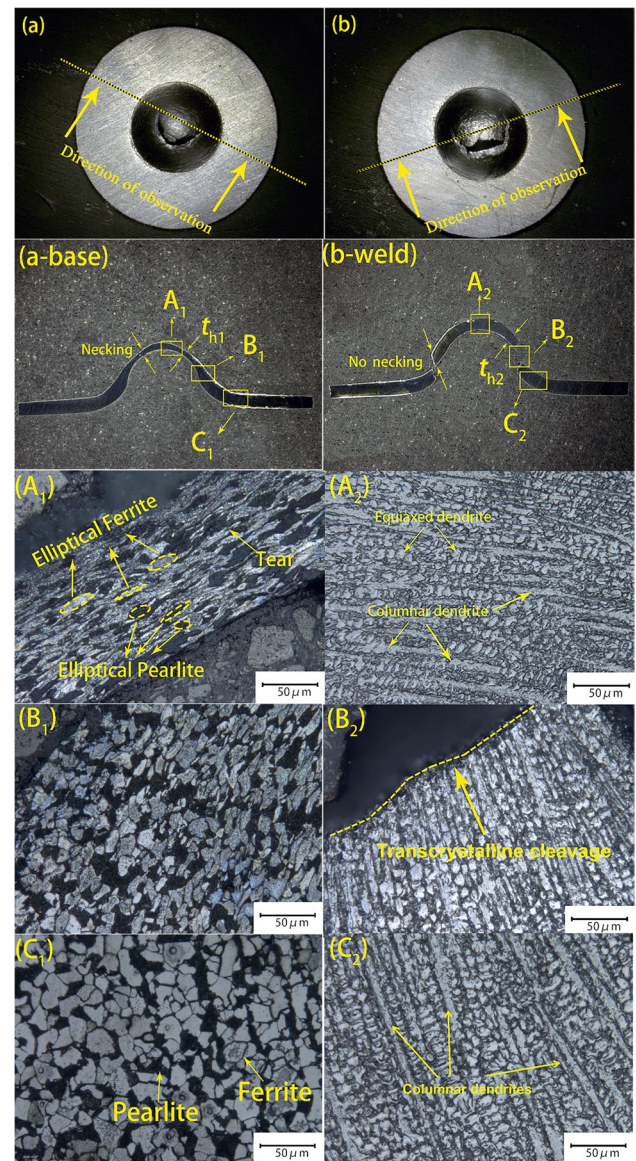 (a)
Direction of observation
(b)
Direction of observation
(a-base)
A1
th1
B1
Necking
C1
(b-weld)
A2
B2
th2
No necking
C2
(A1)
Elliptical Ferrite
Tear
Elliptical Pearlite
50 μm
(A2)
Equiaxed dendrite
Columnar dendrite
50 μm
(B1)
50 μm
(B2)
Transcrystalline cleavage
50 μm
(C1)
Pearlite
Ferrite
50 μm
(C2)
Columnar dendrites
50 μm